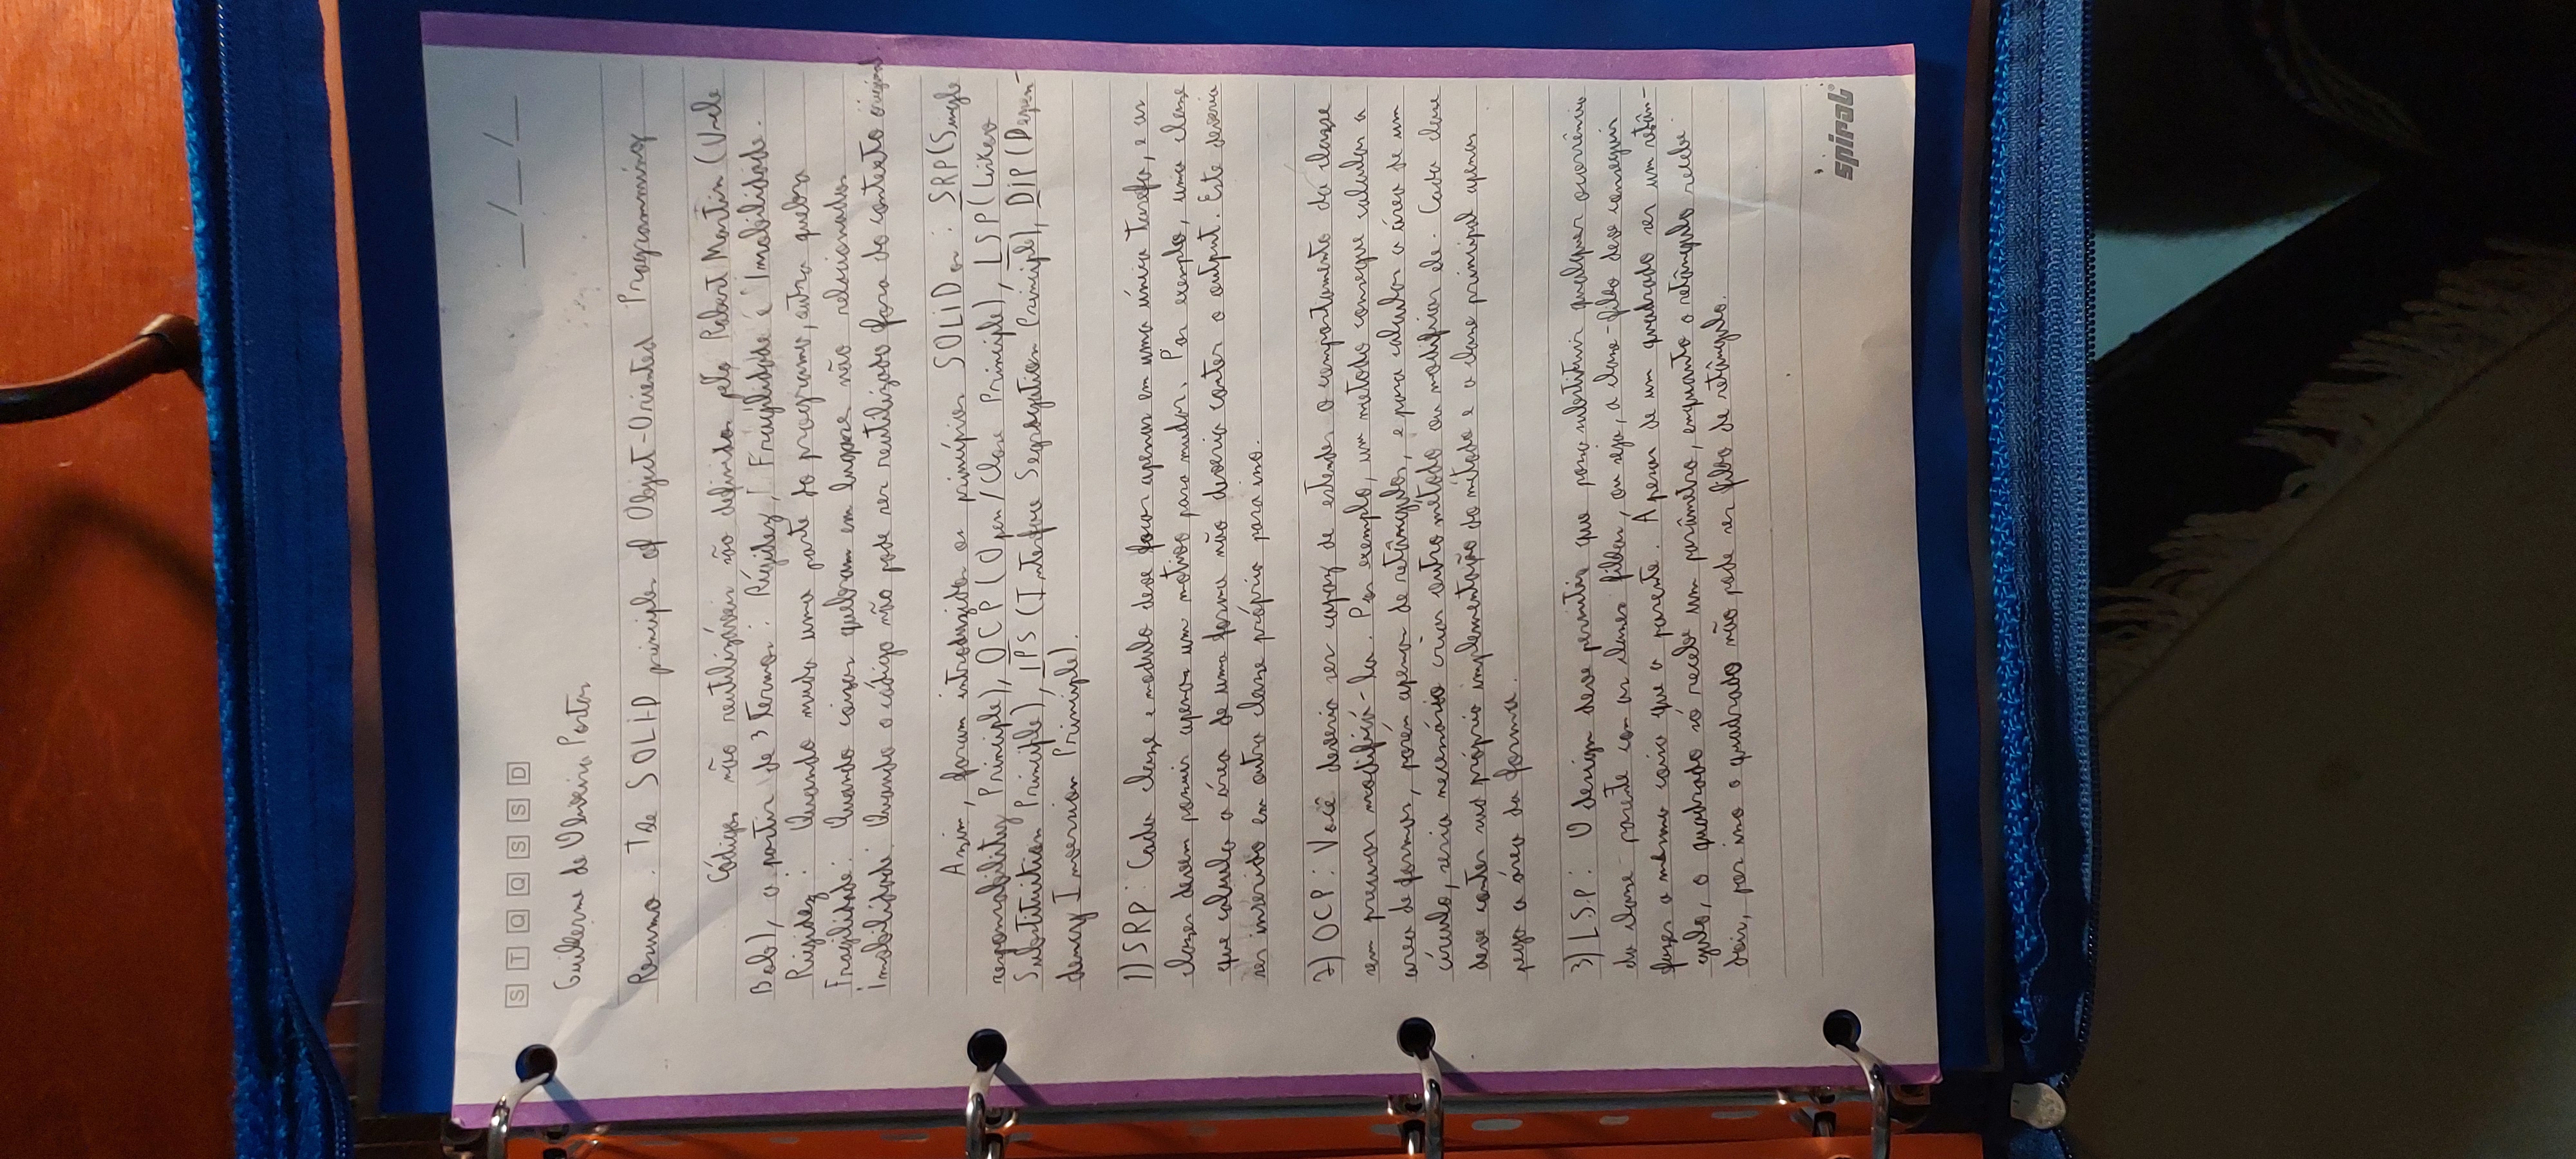 S T Q Q S S D
__/__/__
Guilherme de Oliveira Portas
Resumo. The SOLID principles of Object-Oriented Programming
Códigos não reutilizáveis são definidos pelo Robert Martin (Uncle
Bob), a partir de 3 termos: Rigidez, Fragilidade e Imobilidade.
Rigidez: Quando muda uma parte do programa, outra quebra
Fragilidade: Quando coisas quebram em lugares não relacionados
Imobilidade: Quando o código não pode ser reutilizado fora do contexto original.
Assim, foram introduzidos os princípios SOLID os: SRP (Single
responsability Principle), OCP (Open/Close Principle), LSP (Liskov
Substituition Principle), IPS (Interface Segregation Principle), DIP (Depen-
dency Inversion Principle).
1) SRP: Cada classe e modulo deve focar apenas em uma única tarefa, e as
classes devem possuir apenas um motivo para mudar. Por exemplo, uma classe
que calcula a área de uma forma não deveria conter o output. Este deveria
ser inserido em outra classe própria para isso.
2) OCP: Você deveria ser capaz de estender o comportamento da classe
sem precisar modificá-la. Por exemplo, um metodo consegue calcular a
area de formas, porém apenas de retângulos, e para calcular a área de um
círculo, seria necessário criar outro método ou modificar ele. Cada classe
deve conter sua própria implementação do método e a classe principal apenas
pega a área da forma.
3) LSP: O design deve permitir que possa substituir qualquer ocorrência
da classe-parente com as classes filhas, ou seja, a classe-filha deve conseguir
fazer a mesma coisa que a parente. Apesar de um quadrado ser um retân-
gulo, o quadrado só recebe um parâmetro, enquanto o retângulo recebe
dois, por isso o quadrado não pode ser filho de retângulo.
spiral®